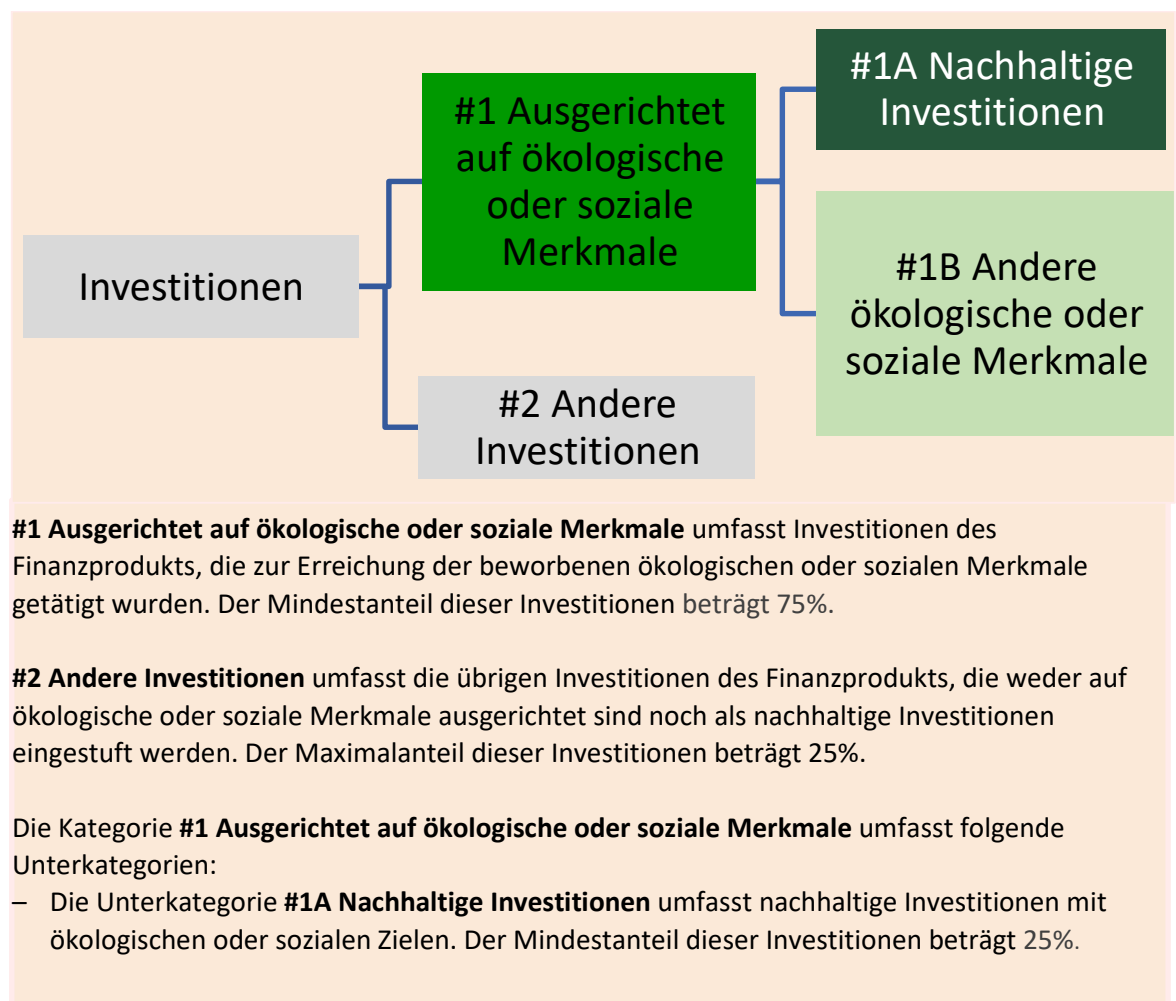 #1A Nachhaltige
Investitionen
#1 Ausgerichtet
auf ökologische
oder soziale
Merkmale
#1B Andere
ökologische oder
soziale Merkmale
Investitionen
#2 Andere
Investitionen
#1 Ausgerichtet auf ökologische oder soziale Merkmale umfasst Investitionen des
Finanzprodukts, die zur Erreichung der beworbenen ökologischen oder sozialen Merkmale
getätigt wurden. Der Mindestanteil dieser Investitionen beträgt 75%.
#2 Andere Investitionen umfasst die übrigen Investitionen des Finanzprodukts, die weder auf
ökologische oder soziale Merkmale ausgerichtet sind noch als nachhaltige Investitionen
eingestuft werden. Der Maximalanteil dieser Investitionen beträgt 25%.
Die Kategorie #1 Ausgerichtet auf ökologische oder soziale Merkmale umfasst folgende
Unterkategorien:
– Die Unterkategorie #1A Nachhaltige Investitionen umfasst nachhaltige Investitionen mit
ökologischen oder sozialen Zielen. Der Mindestanteil dieser Investitionen beträgt 25%.